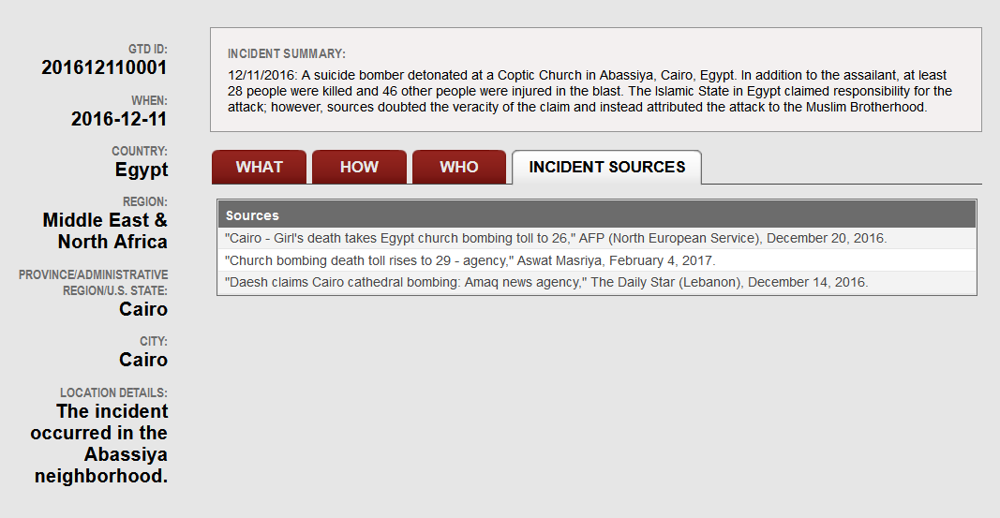 GTD ID:
201612110001
WHEN:
2016-12-11
COUNTRY:
Egypt
REGION:
Middle East &
North Africa
PROVINCE/ADMINISTRATIVE
REGION/U.S. STATE:
Cairo
CITY:
Cairo
LOCATION DETAILS:
The incident
occurred in the
Abassiya
neighborhood.
INCIDENT SUMMARY:
12/11/2016: A suicide bomber detonated at a Coptic Church in Abassiya, Cairo, Egypt. In addition to the assailant, at least
28 people were killed and 46 other people were injured in the blast. The Islamic State in Egypt claimed responsibility for the
attack; however, sources doubted the veracity of the claim and instead attributed the attack to the Muslim Brotherhood.
WHAT HOW WHO INCIDENT SOURCES
Sources
"Cairo - Girl's death takes Egypt church bombing toll to 26," AFP (North European Service), December 20, 2016.
"Church bombing death toll rises to 29 - agency," Aswat Masriya, February 4, 2017.
"Daesh claims Cairo cathedral bombing: Amaq news agency," The Daily Star (Lebanon), December 14, 2016.